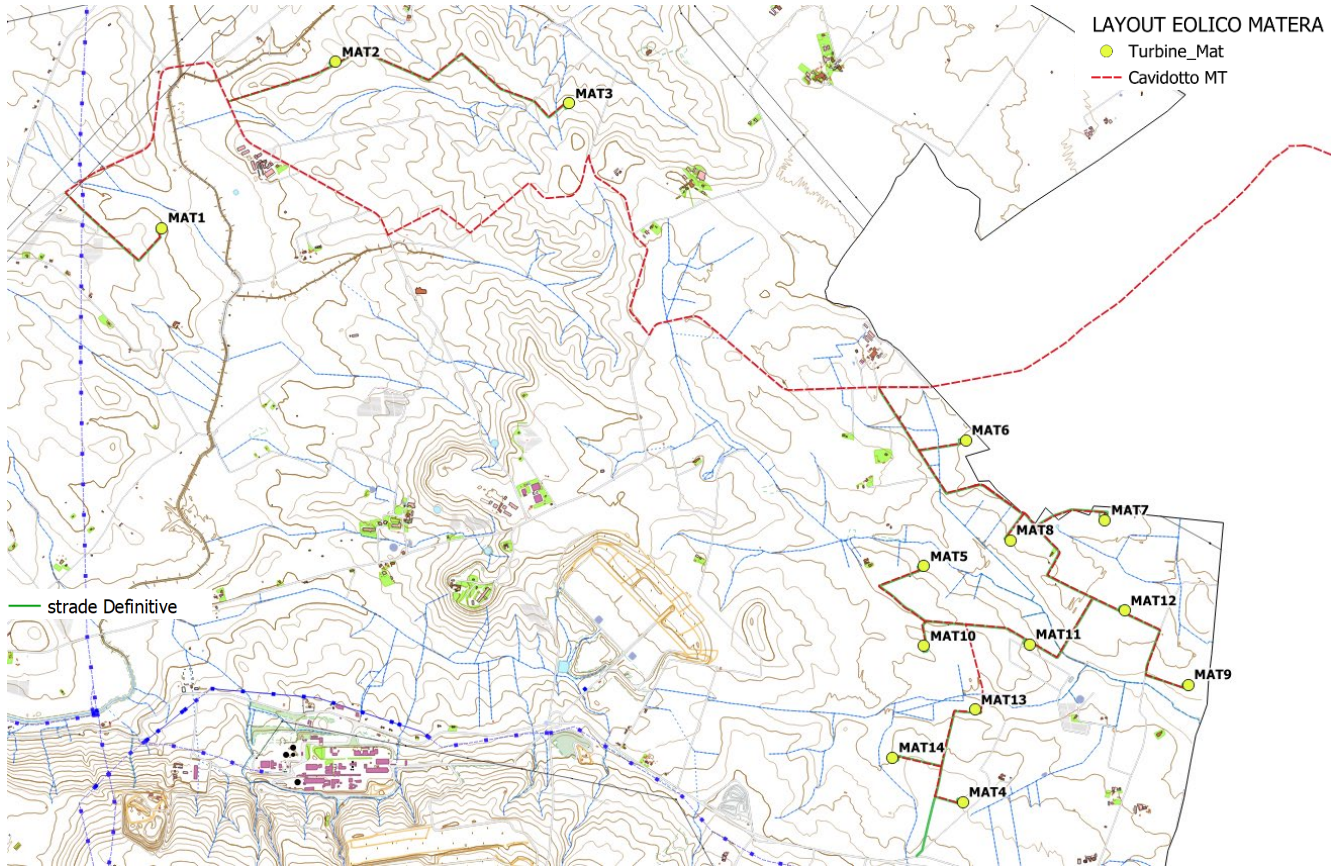 LAYOUT EOLICO MATERA
Turbine_Mat
Cavidotto MT
MAT2
MAT3
MAT1
MAT6
MAT7
MAT8
MAT5
strade Definitive
MAT12
MAT10
MAT11
MAT9
MAT13
MAT14
MAT4